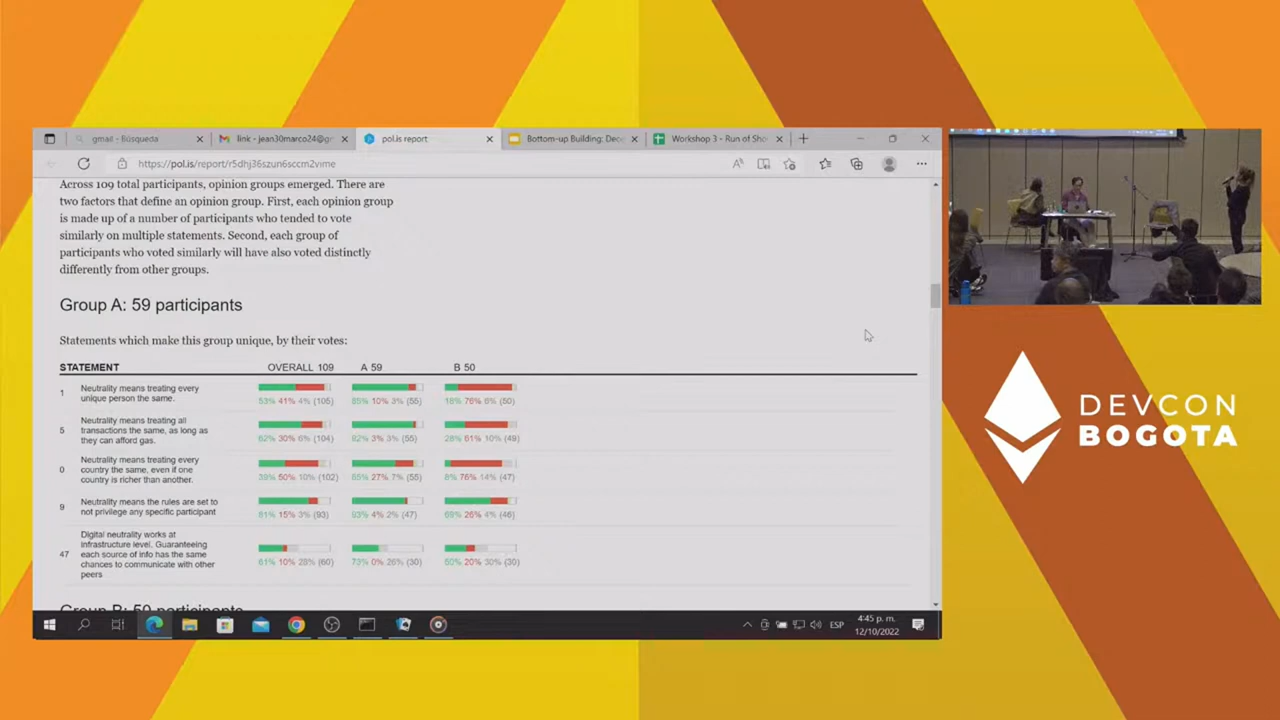 gmail - Búsqueda
link - jean30marco24@gm
pol.is report
Bottom-up Building: Dece
Workshop 3 - Run of Sho
https://pol.is/report/r5dhj36szun6sccm2vime
Across 109 total participants, opinion groups emerged. There are
two factors that define an opinion group. First, each opinion group
is made up of a number of participants who tended to vote
similarly on multiple statements. Second, each group of
participants who voted similarly will have also voted distinctly
differently from other groups.
Group A: 59 participants
Statements which make this group unique, by their votes:
STATEMENT OVERALL 109 A 59 B 50
1 Neutrality means treating every
unique person the same.
53% 41% 4% (105) 85% 10% 3% (55) 18% 76% 6% (50)
5 Neutrality means treating all
transactions the same, as long as
they can afford gas.
62% 30% 6% (104) 92% 3% 3% (55) 28% 61% 10% (49)
0 Neutrality means treating every
country the same, even if one
country is richer than another.
39% 50% 10% (102) 65% 27% 7% (55) 8% 76% 14% (47)
9 Neutrality means the rules are set to
not privilege any specific participant
81% 15% 3% (93) 93% 4% 2% (47) 69% 26% 4% (46)
47 Digital neutrality works at
infrastructure level. Guaranteeing
each source of info has the same
chances to communicate with other
peers
61% 10% 28% (60) 73% 0% 26% (30) 50% 20% 30% (30)
Group B: 50 participants
ESP
4:45 p. m.
12/10/2022
DEVCON
BOGOTA